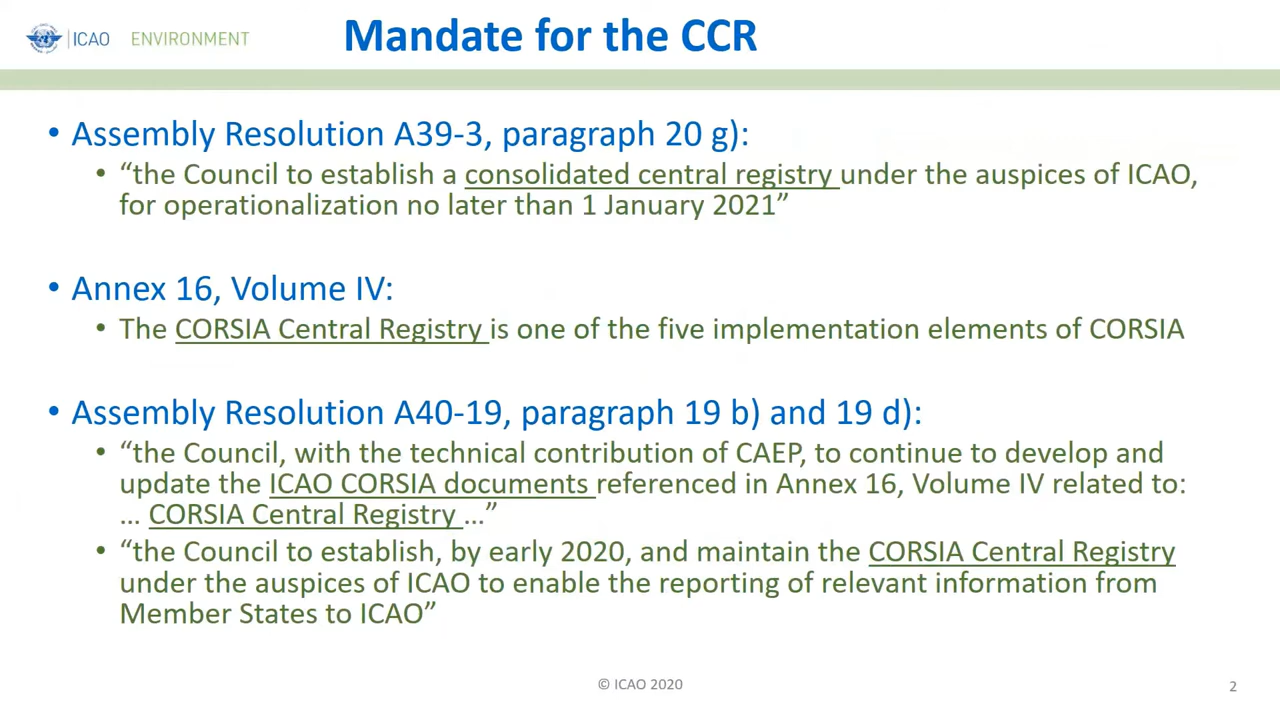 ICAO ENVIRONMENT
Mandate for the CCR
• Assembly Resolution A39-3, paragraph 20 g):
• “the Council to establish a consolidated central registry under the auspices of ICAO,
for operationalization no later than 1 January 2021”
• Annex 16, Volume IV:
• The CORSIA Central Registry is one of the five implementation elements of CORSIA
• Assembly Resolution A40-19, paragraph 19 b) and 19 d):
• “the Council, with the technical contribution of CAEP, to continue to develop and
update the ICAO CORSIA documents referenced in Annex 16, Volume IV related to:
… CORSIA Central Registry …”
• “the Council to establish, by early 2020, and maintain the CORSIA Central Registry
under the auspices of ICAO to enable the reporting of relevant information from
Member States to ICAO”
© ICAO 2020
2